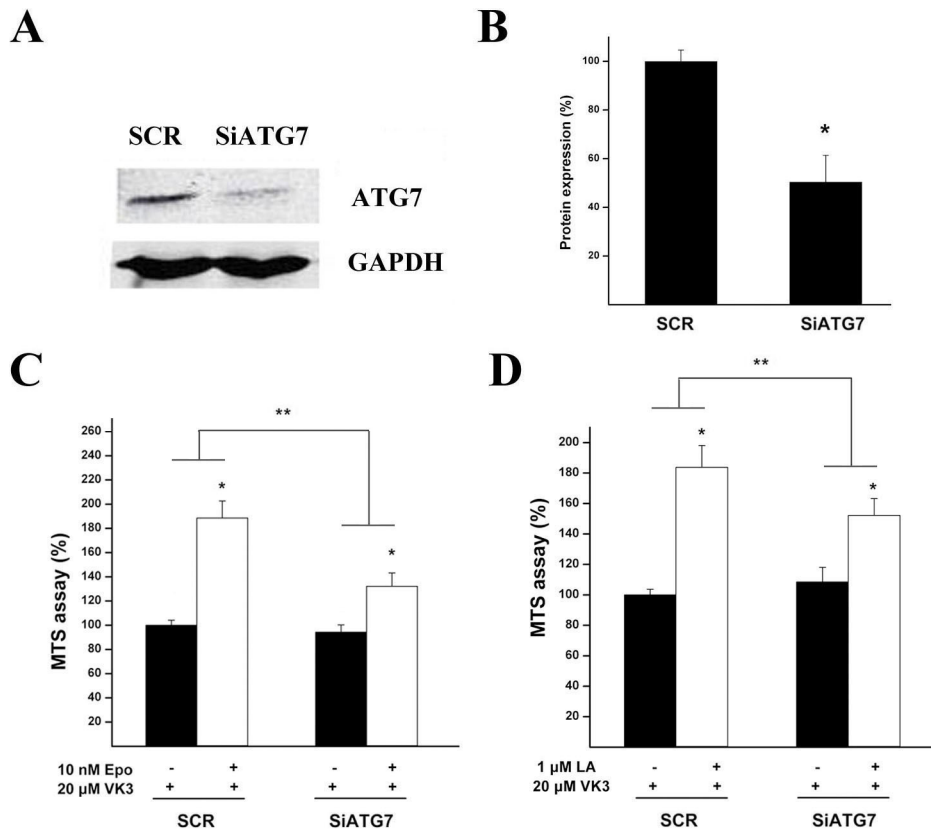 A
SCR SiATG7
ATG7
GAPDH
B
Protein expression (%)
100
80
60
40
20
*
SCR SiATG7
C
MTS assay (%)
260
240
220
200
180
160
140
120
100
80
60
40
20
**
*
*
10 nM Epo - + - +
20 µM VK3 + + + +
SCR SiATG7
D
MTS assay (%)
200
180
160
140
120
100
80
60
40
20
**
*
*
1 µM LA - + - +
20 µM VK3 + + + +
SCR SiATG7